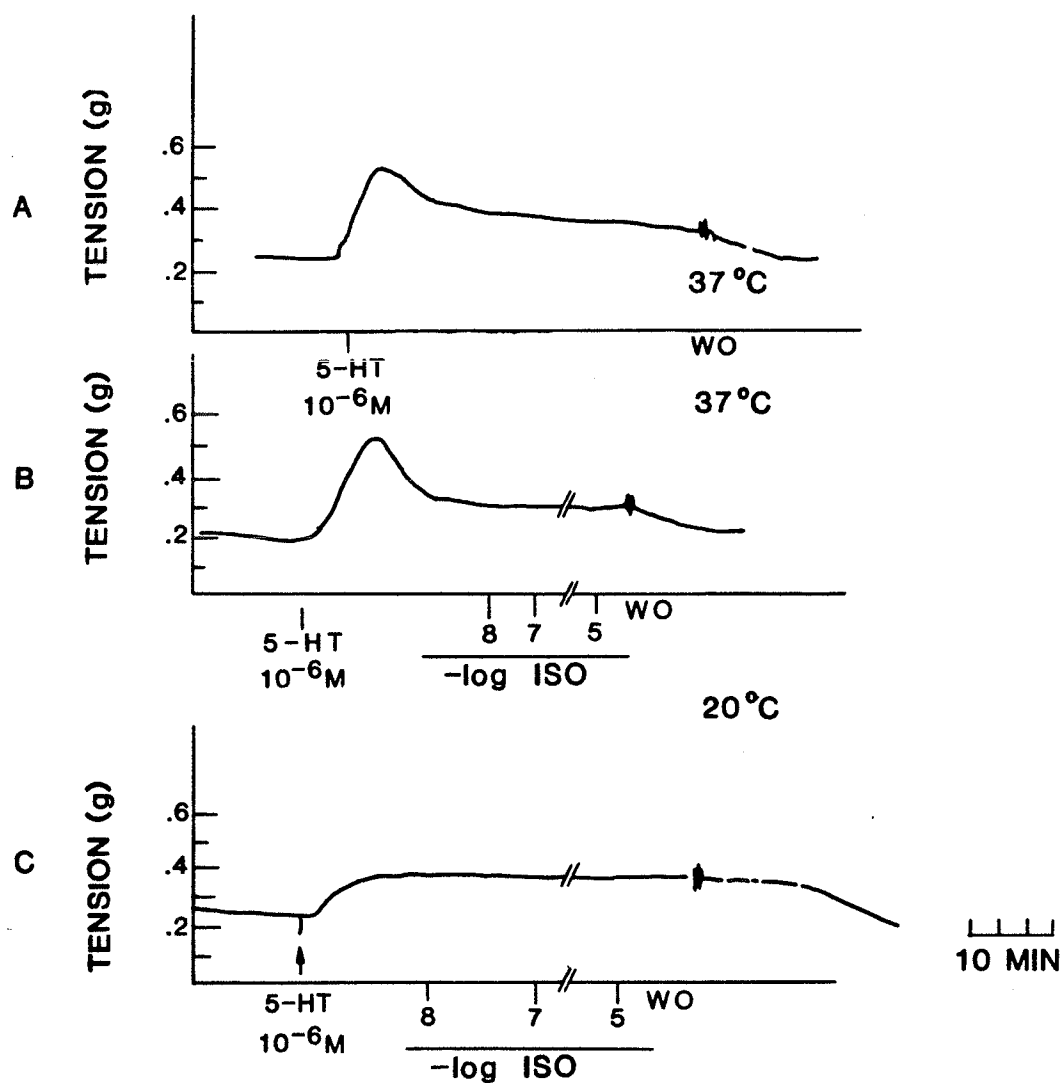 A
TENSION (g)
.6
.4
.2
37°C
5-HT
10⁻⁶M
WO
B
TENSION (g)
37°C
.6
.4
.2
5-HT
10⁻⁶M
8 7 5
WO
-log ISO
20°C
C
TENSION (g)
.6
.4
.2
5-HT
10⁻⁶M
8 7 5
WO
-log ISO
10 MIN